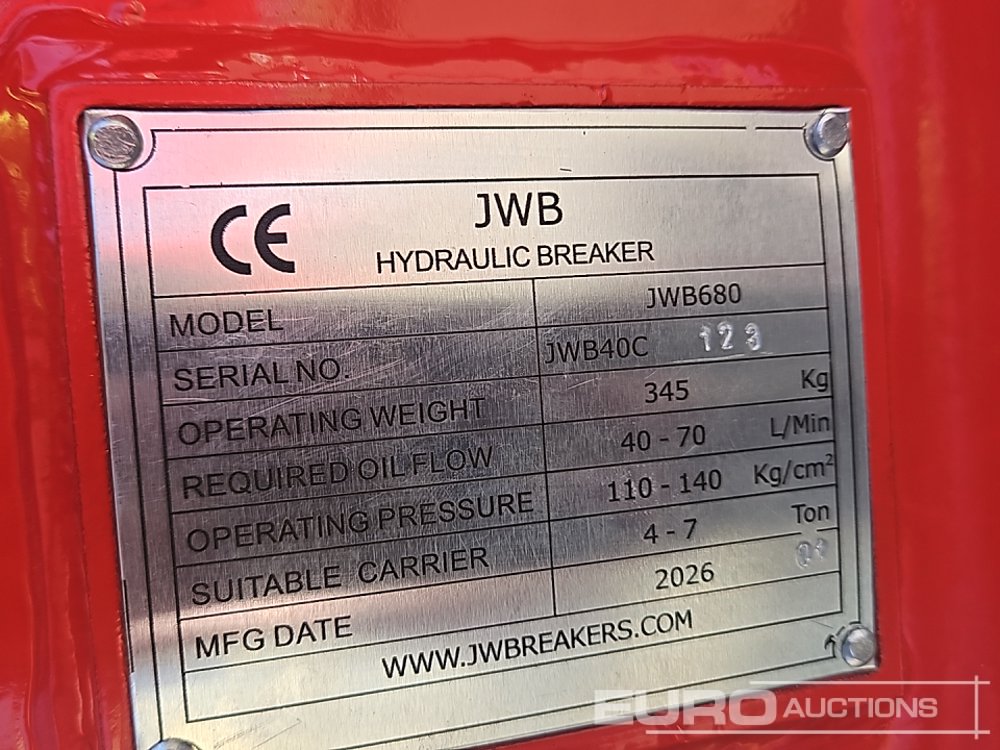 CE JWB
HYDRAULIC BREAKER
MODEL JWB680
SERIAL NO. JWB40C 123
OPERATING WEIGHT 345 Kg
REQUIRED OIL FLOW 40 - 70 L/Min
OPERATING PRESSURE 110 - 140 Kg/cm²
SUITABLE CARRIER 4 - 7 Ton
MFG DATE 2026
WWW.JWBREAKERS.COM
EURO AUCTIONS